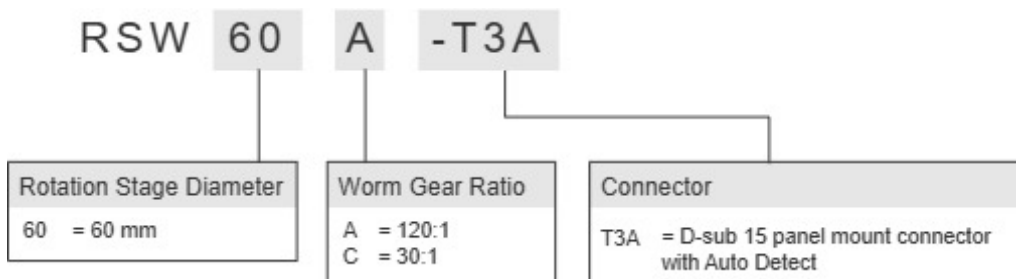 RSW 60 A -T3A
Rotation Stage Diameter
60 = 60 mm
Worm Gear Ratio
A = 120:1
C = 30:1
Connector
T3A = D-sub 15 panel mount connector
with Auto Detect